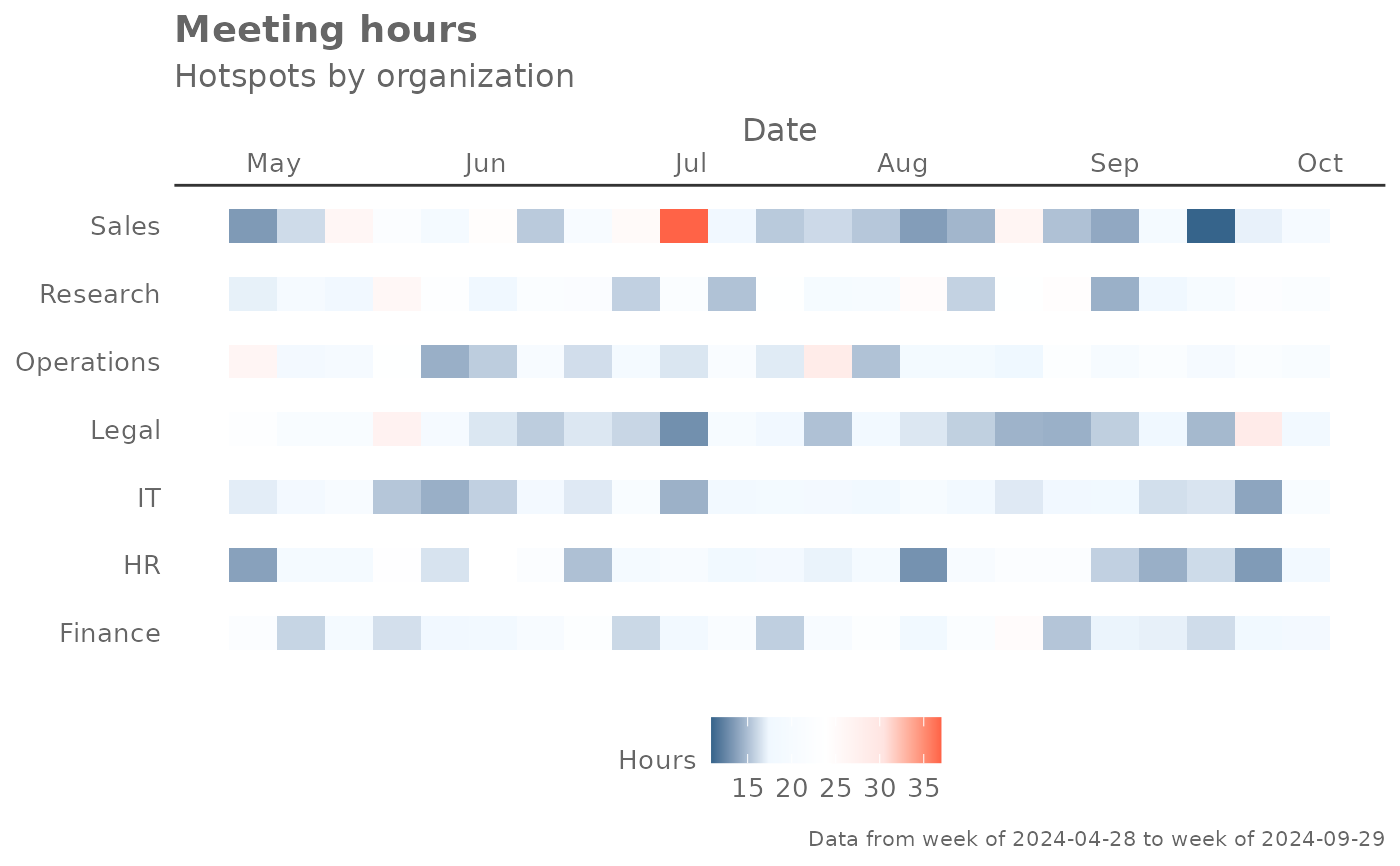 Meeting hours
Hotspots by organization
Date
May Jun Jul Aug Sep Oct
Sales
Research
Operations
Legal
IT
HR
Finance
Hours
15 20 25 30 35
Data from week of 2024-04-28 to week of 2024-09-29